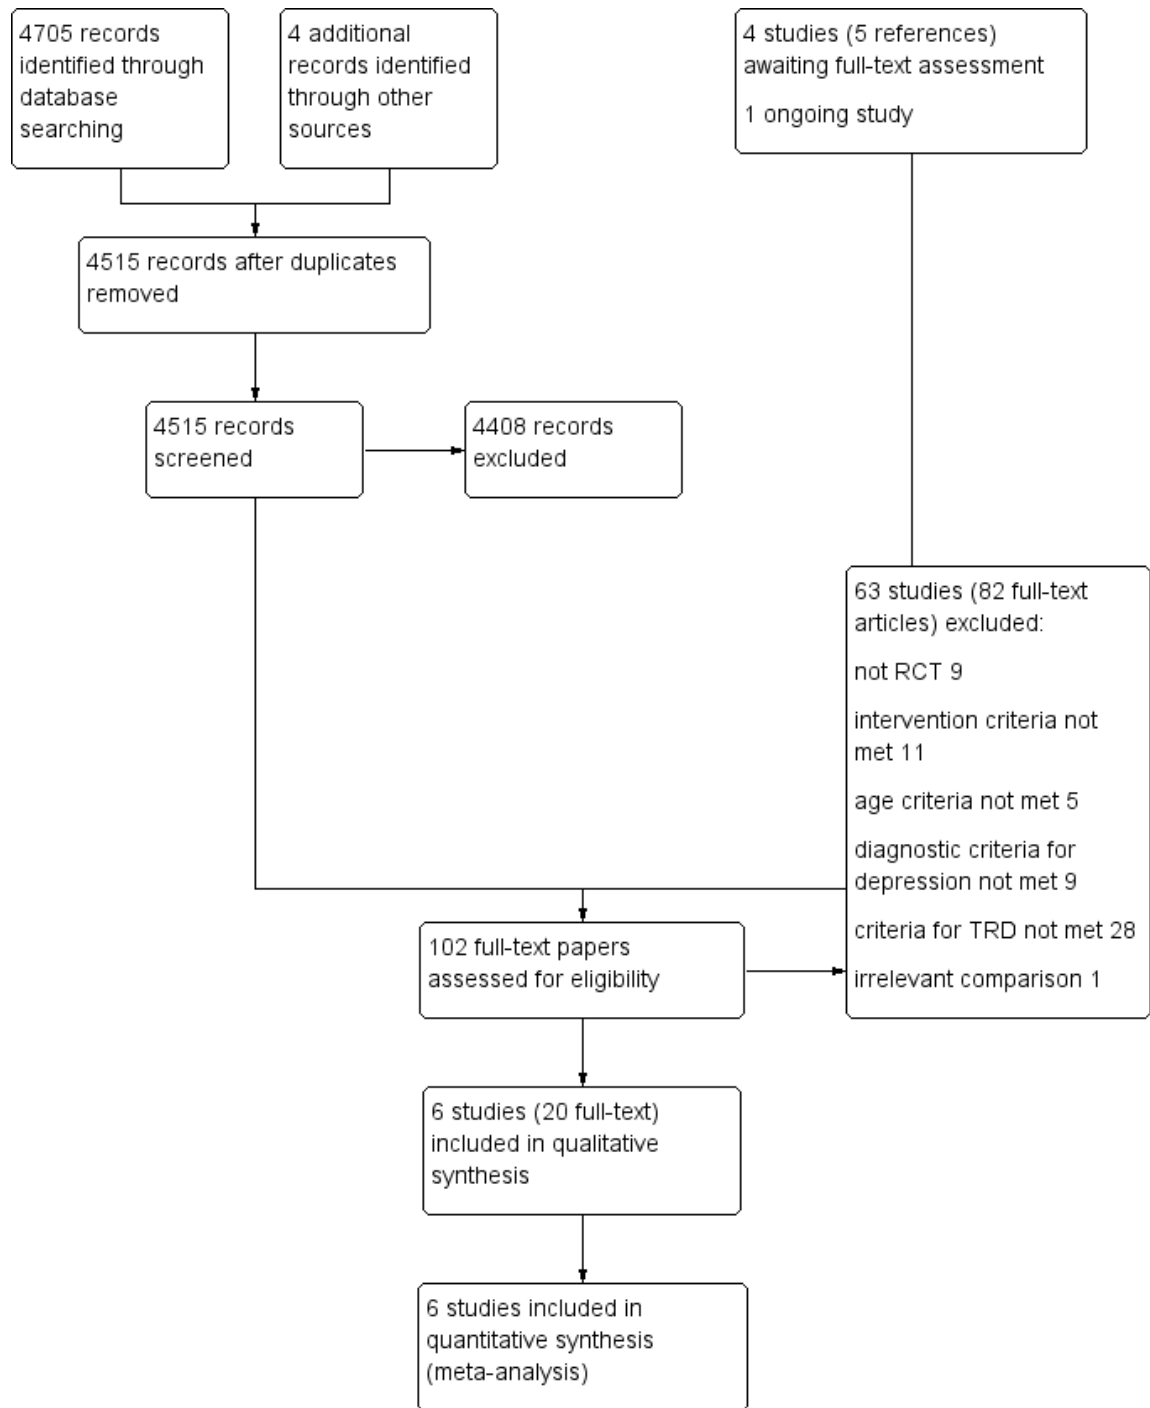 4705 records
identified through
database
searching
4 additional
records identified
through other
sources
4 studies (5 references)
awaiting full-text assessment
1 ongoing study
4515 records after duplicates
removed
4515 records
screened
4408 records
excluded
63 studies (82 full-text
articles) excluded:
not RCT 9
intervention criteria not
met 11
age criteria not met 5
diagnostic criteria for
depression not met 9
criteria for TRD not met 28
irrelevant comparison 1
102 full-text papers
assessed for eligibility
6 studies (20 full-text)
included in qualitative
synthesis
6 studies included in
quantitative synthesis
(meta-analysis)